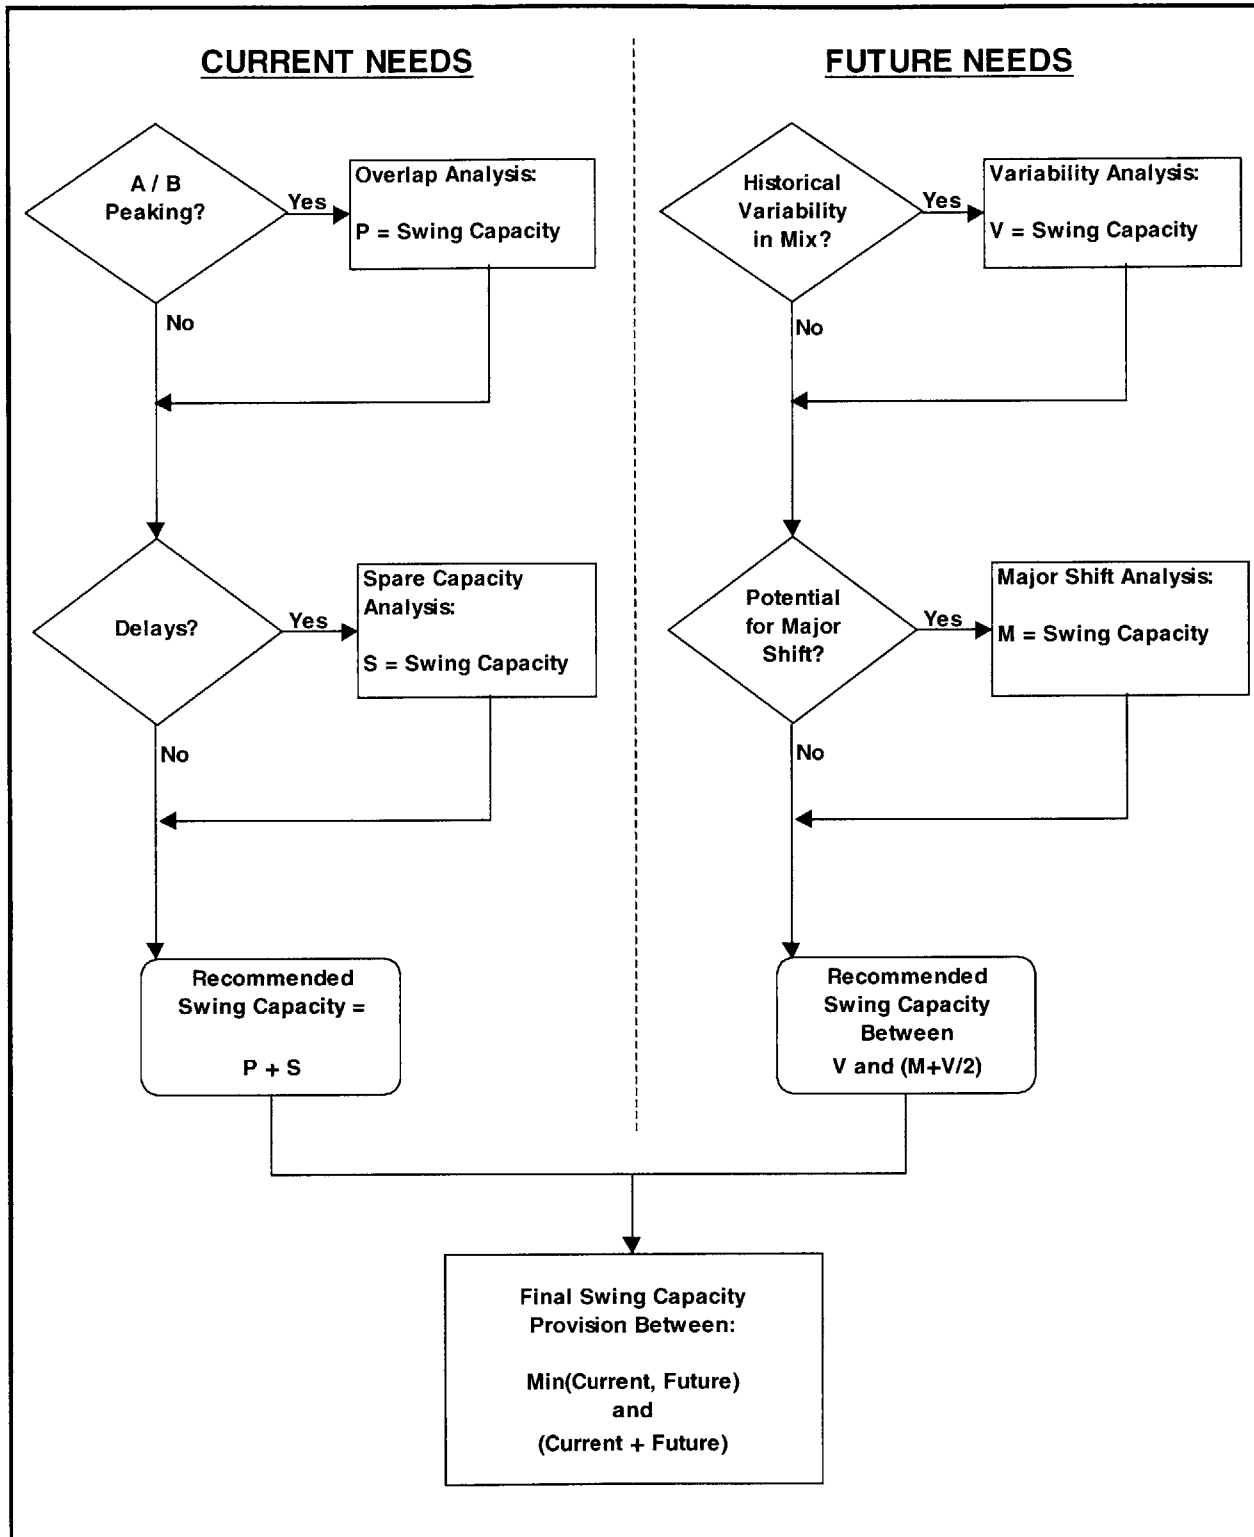 CURRENT NEEDS
A / B
Peaking?
Yes
Overlap Analysis:
P = Swing Capacity
No
Delays?
Yes
Spare Capacity
Analysis:
S = Swing Capacity
No
Recommended
Swing Capacity =
P + S
FUTURE NEEDS
Historical
Variability
in Mix?
Yes
Variability Analysis:
V = Swing Capacity
No
Potential
for Major
Shift?
Yes
Major Shift Analysis:
M = Swing Capacity
No
Recommended
Swing Capacity
Between
V and (M+V/2)
Final Swing Capacity
Provision Between:
Min(Current, Future)
and
(Current + Future)